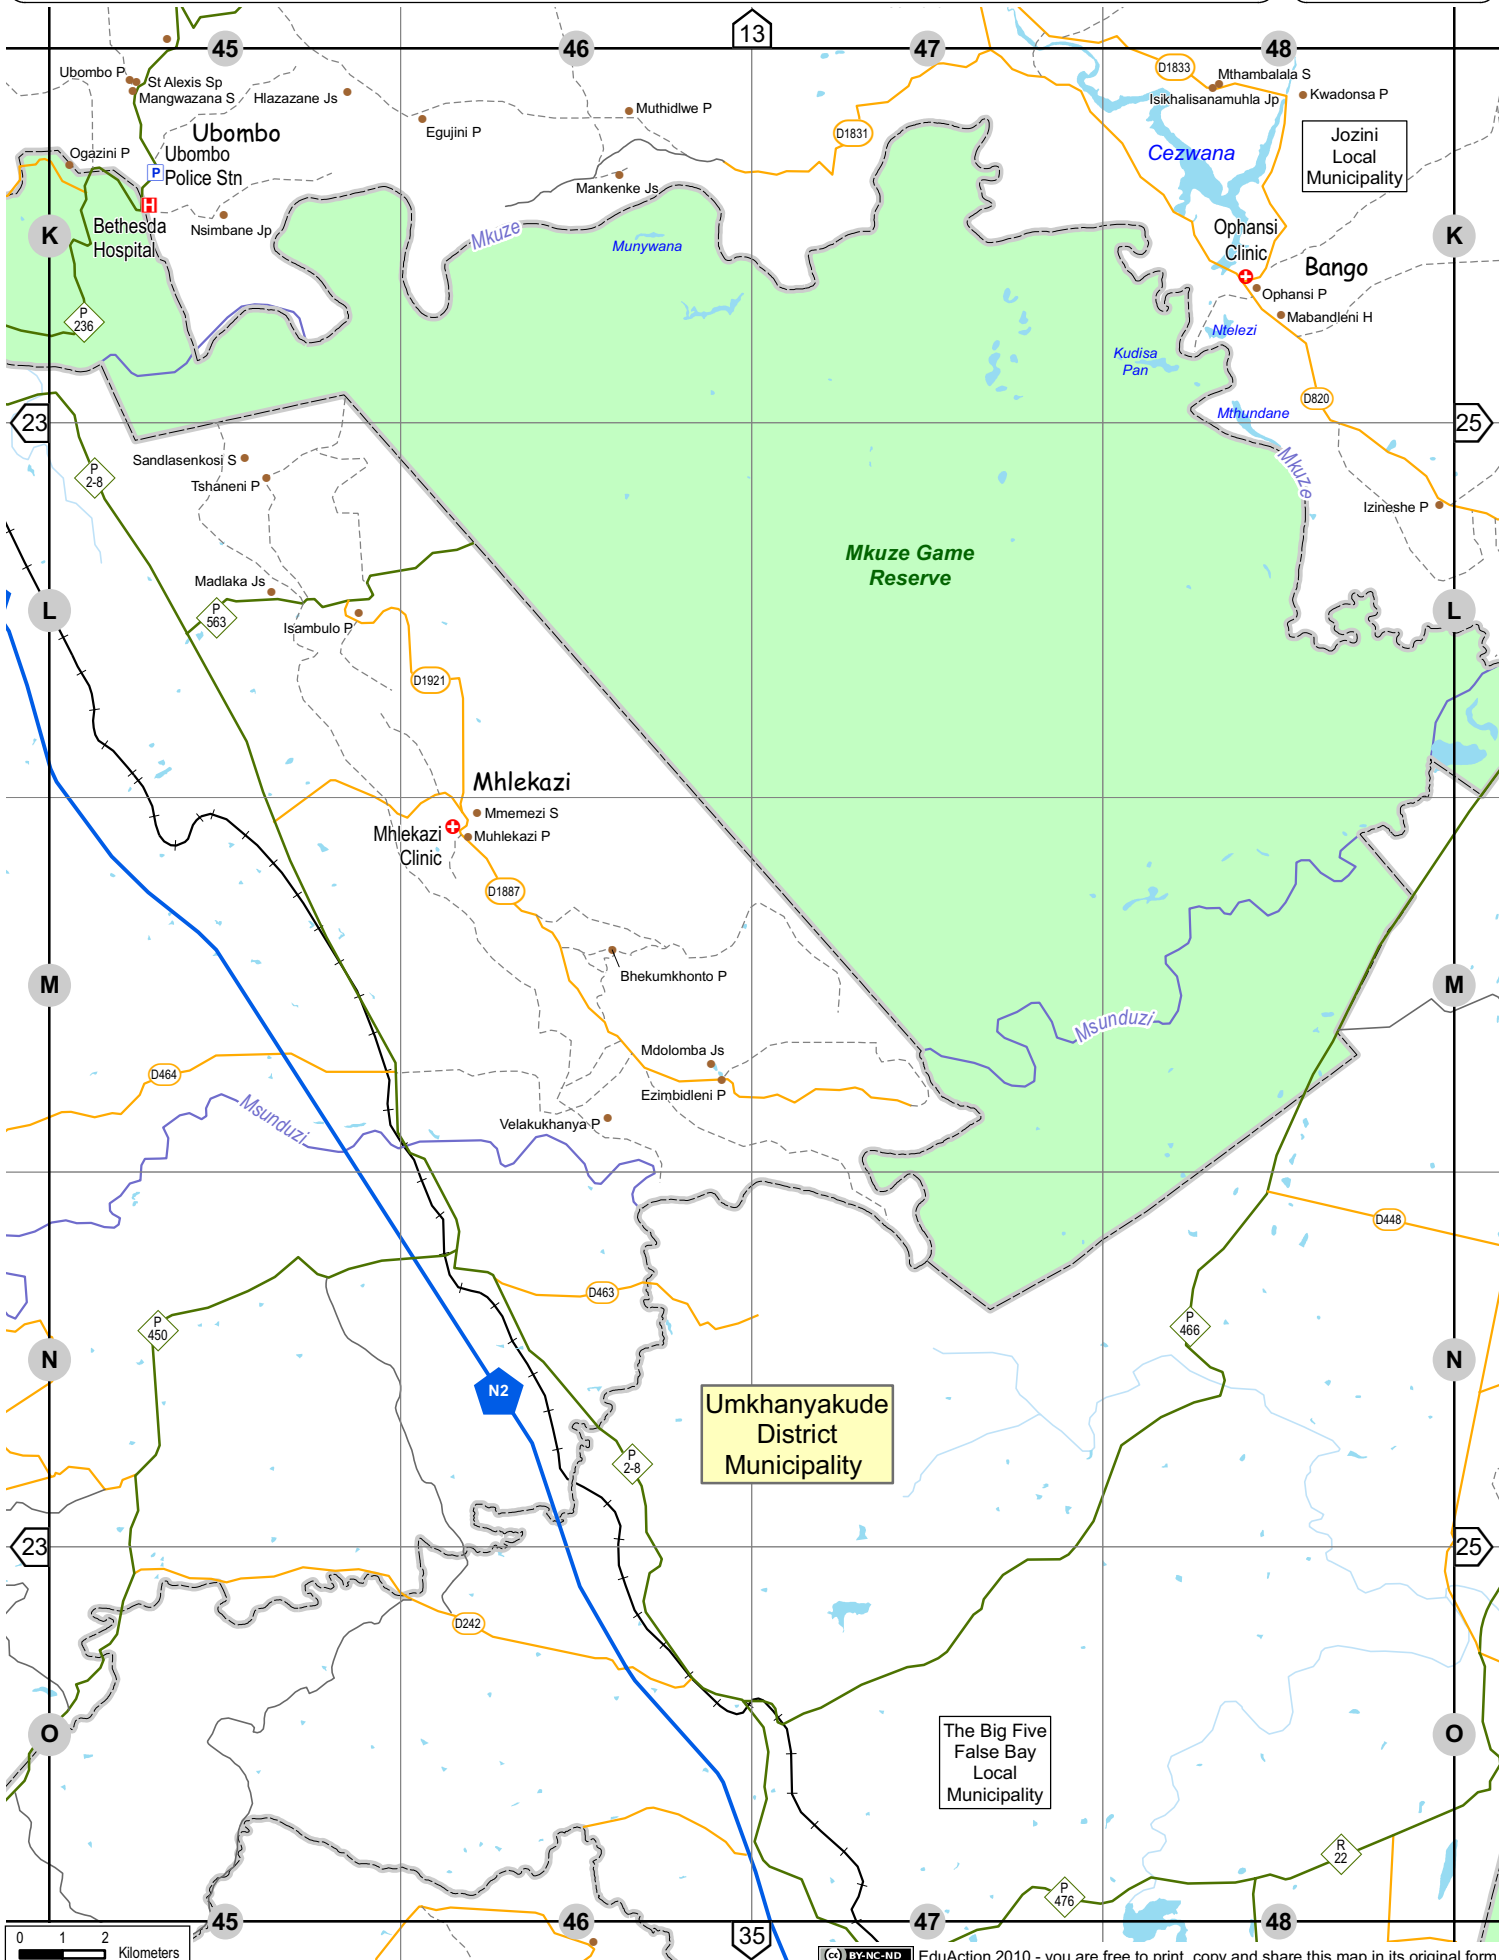 13
45
46
47
48
Ubombo P
St Alexis Sp
Mangwazana S
Hlazazane Js
Egujini P
Muthidlwe P
D1831
D1833
Mthambalala S
Isikhalisanamuhla Jp
Kwadonsa P
Ubombo
Ubombo
Police Stn
P
Ogazini P
H
Bethesda
Hospital
Nsimbane Jp
Mankenke Js
Cezwana
Jozini
Local
Municipality
K
K
Mkuze
Munywana
Ophansi
Clinic
Bango
Ophansi P
Mabandleni H
P
236
Ntelezi
Kudisa
Pan
D820
Mthundane
23
25
Sandlasenkosi S
Tshaneni P
P
2-8
Mkuze
Izineshe P
Mkuze Game
Reserve
Madlaka Js
P
563
Isambulo P
L
L
D1921
Mhlekazi
Mmemezi S
Muhlekazi P
Mhlekazi
Clinic
D1887
Bhekumkhonto P
M
M
Msunduzi
Mdolomba Js
Ezimbidleni P
D464
Msunduzi
Velakukhanya P
D448
D463
P
450
P
466
N
N
N2
Umkhanyakude
District
Municipality
P
2-8
23
25
D242
O
O
The Big Five
False Bay
Local
Municipality
R
22
P
476
45
46
47
48
35
0 1 2
Kilometers
(cc) BY-NC-ND
EduAction 2010 - you are free to print, copy and share this map in its original form